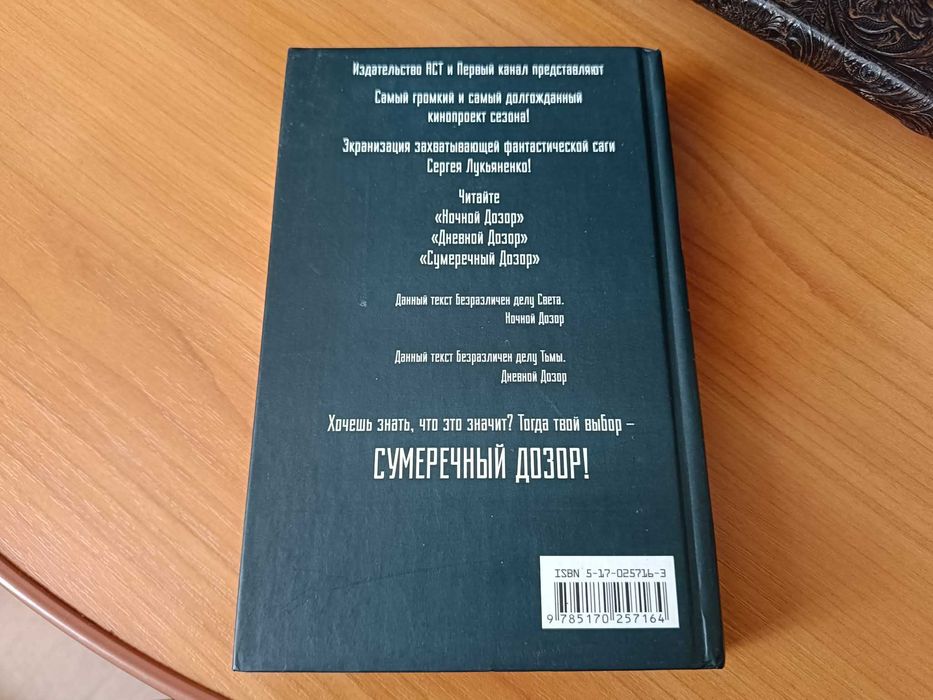 Издательство АСТ и Первый канал представляют
Самый громкий и самый долгожданный
кинопроект сезона!
Экранизация захватывающей фантастической саги
Сергея Лукьяненко!
Читайте
«Ночной Дозор»
«Дневной Дозор»
«Сумеречный Дозор»
Данный текст безразличен делу Света.
Ночной Дозор
Данный текст безразличен делу Тьмы.
Дневной Дозор
Хочешь знать, что это значит? Тогда твой выбор –
СУМЕРЕЧНЫЙ ДОЗОР!
ISBN 5-17-025716-3
9 785170 257164